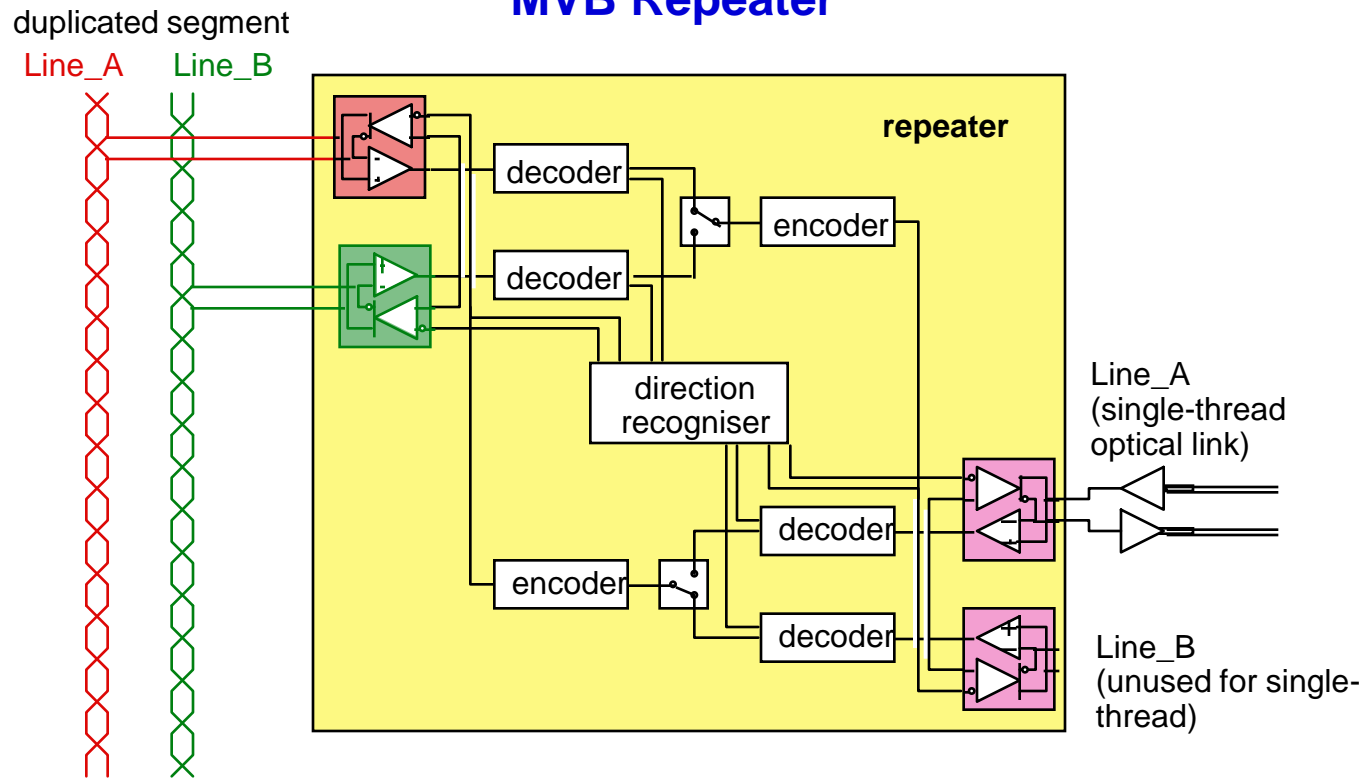 MVB Repeater
duplicated segment
Line_A
Line_B
repeater
decoder
encoder
decoder
direction
recogniser
Line_A
(single-thread
optical link)
decoder
encoder
decoder
Line_B
(unused for single-
thread)